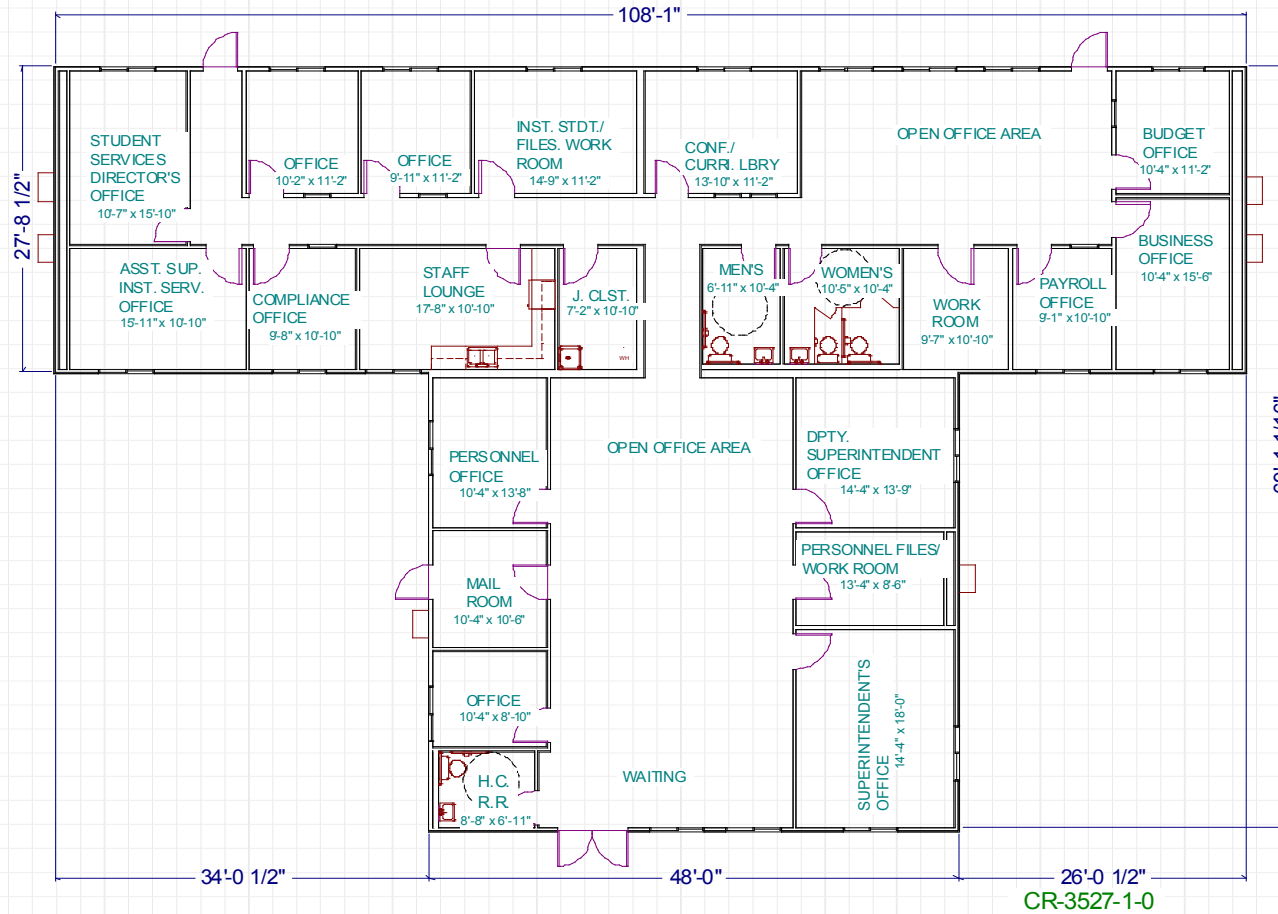 108'-1"
27'-8 1/2"
STUDENT
SERVICES
DIRECTOR'S
OFFICE
10'-7" x 15'-10"
OFFICE
10'-2" x 11'-2"
OFFICE
9'-11" x 11'-2"
INST. STDT./
FILES. WORK
ROOM
14'-9" x 11'-2"
CONF./
CURRI. LBRY
13'-10" x 11'-2"
OPEN OFFICE AREA
BUDGET
OFFICE
10'-4" x 11'-2"
BUSINESS
OFFICE
10'-4" x 15'-6"
ASST. SUP.
INST. SERV.
OFFICE
15'-11" x 10'-10"
COMPLIANCE
OFFICE
9'-8" x 10'-10"
STAFF
LOUNGE
17'-8" x 10'-10"
J. CLST.
7'-2" x 10'-10"
WH
MEN'S
6'-11" x 10'-4"
WOMEN'S
10'-5" x 10'-4"
WORK
ROOM
9'-7" x 10'-10"
PAYROLL
OFFICE
9'-1" x 10'-10"
PERSONNEL
OFFICE
10'-4" x 13'-8"
OPEN OFFICE AREA
DPTY.
SUPERINTENDENT
OFFICE
14'-4" x 13'-9"
MAIL
ROOM
10'-4" x 10'-6"
PERSONNEL FILES/
WORK ROOM
13'-4" x 8'-6"
OFFICE
10'-4" x 8'-10"
SUPERINTENDENT'S
OFFICE
14'-4" x 18'-0"
H.C.
R.R.
8'-8" x 6'-11"
WAITING
34'-0 1/2"
48'-0"
26'-0 1/2"
CR-3527-1-0